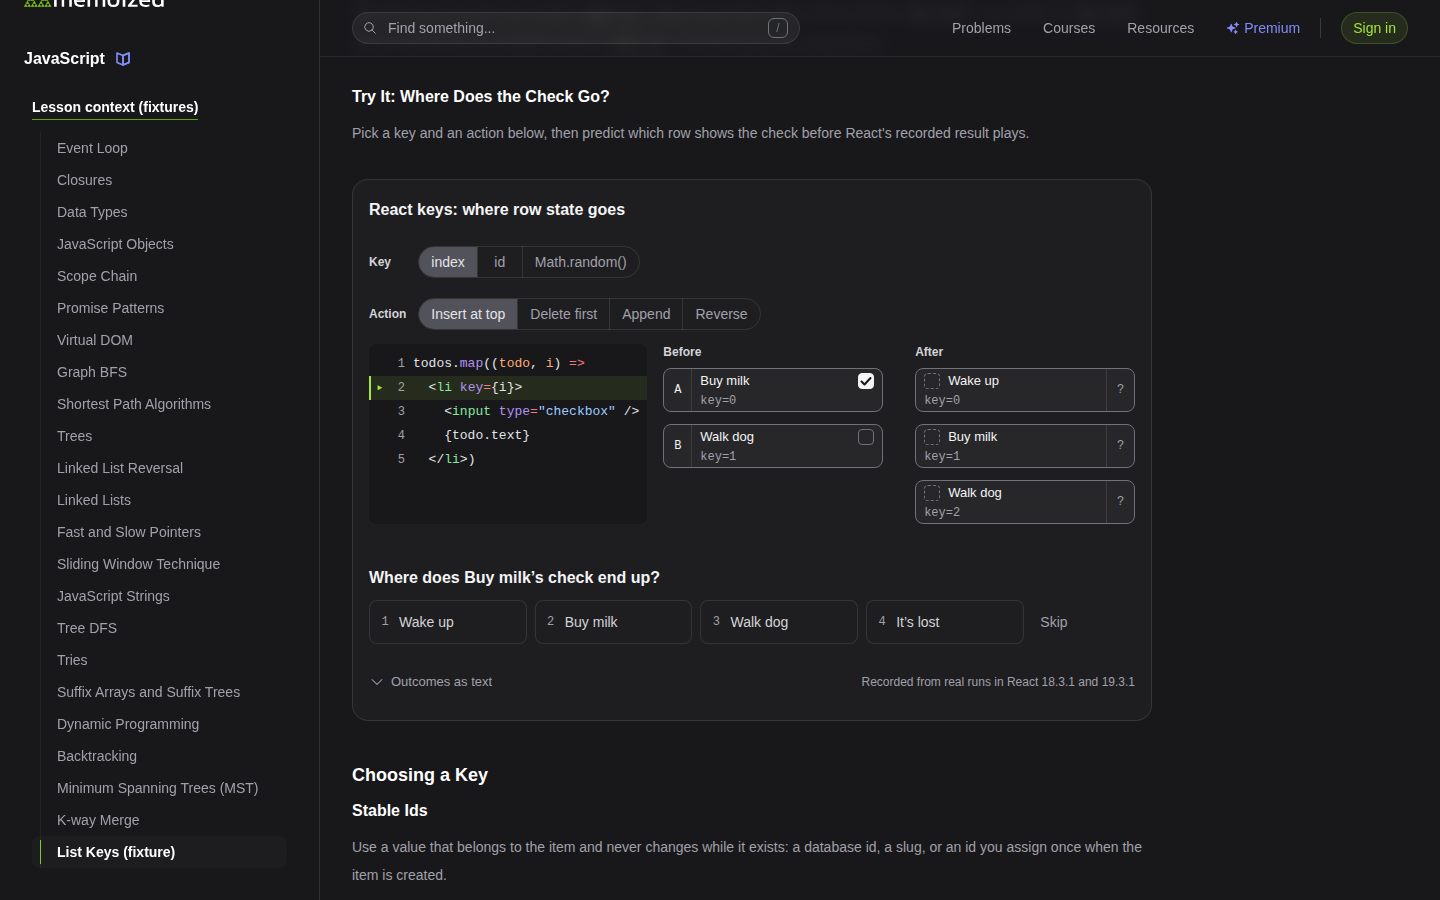 memoized
JavaScript
Lesson context (fixtures)
Event Loop
Closures
Data Types
JavaScript Objects
Scope Chain
Promise Patterns
Virtual DOM
Graph BFS
Shortest Path Algorithms
Trees
Linked List Reversal
Linked Lists
Fast and Slow Pointers
Sliding Window Technique
JavaScript Strings
Tree DFS
Tries
Suffix Arrays and Suffix Trees
Dynamic Programming
Backtracking
Minimum Spanning Trees (MST)
K-way Merge
List Keys (fixture)
Find something... /
Problems Courses Resources Premium Sign in
Try It: Where Does the Check Go?
Pick a key and an action below, then predict which row shows the check before React's recorded result plays.
React keys: where row state goes
Key index id Math.random()
Action Insert at top Delete first Append Reverse
1 todos.map((todo, i) =>
2 <li key={i}>
3 <input type="checkbox" />
4 {todo.text}
5 </li>)
Before
A Buy milk
key=0
B Walk dog
key=1
After
Wake up ?
key=0
Buy milk ?
key=1
Walk dog ?
key=2
Where does Buy milk’s check end up?
1 Wake up 2 Buy milk 3 Walk dog 4 It’s lost Skip
Outcomes as text
Recorded from real runs in React 18.3.1 and 19.3.1
Choosing a Key
Stable Ids
Use a value that belongs to the item and never changes while it exists: a database id, a slug, or an id you assign once when the
item is created.